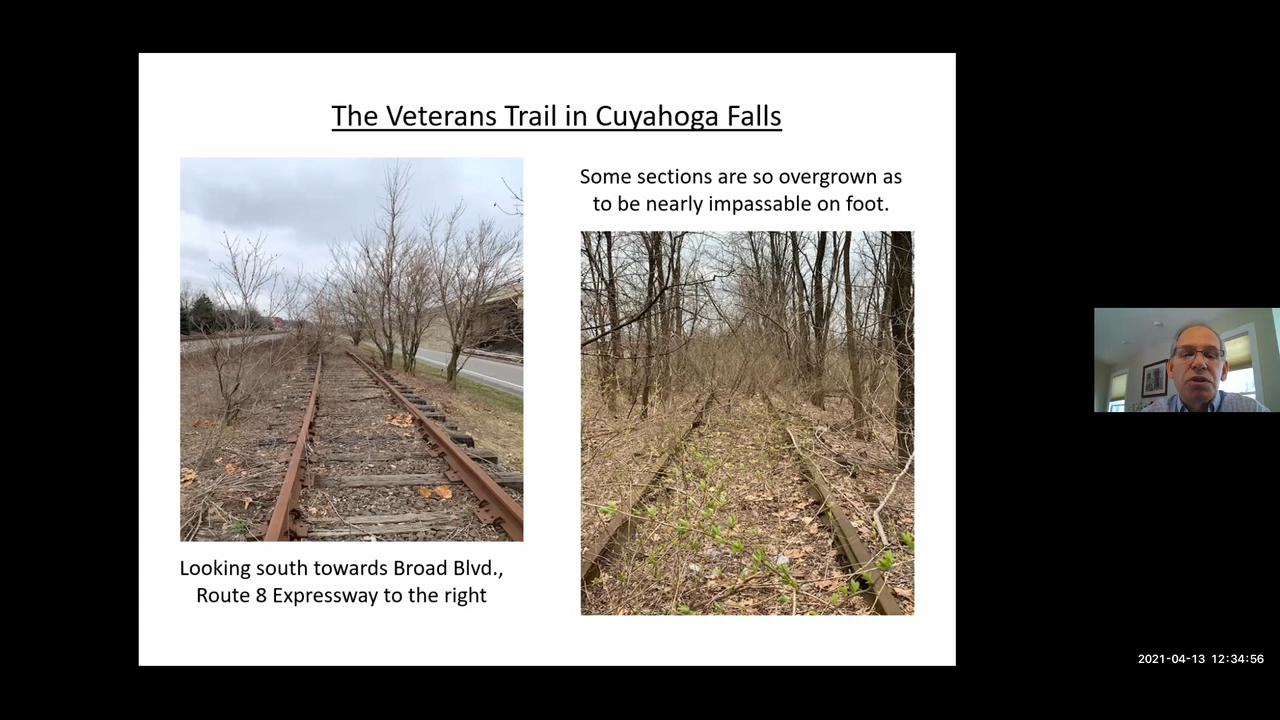 The Veterans Trail in Cuyahoga Falls
Some sections are so overgrown as
to be nearly impassable on foot.
Looking south towards Broad Blvd.,
Route 8 Expressway to the right
2021-04-13 12:34:56